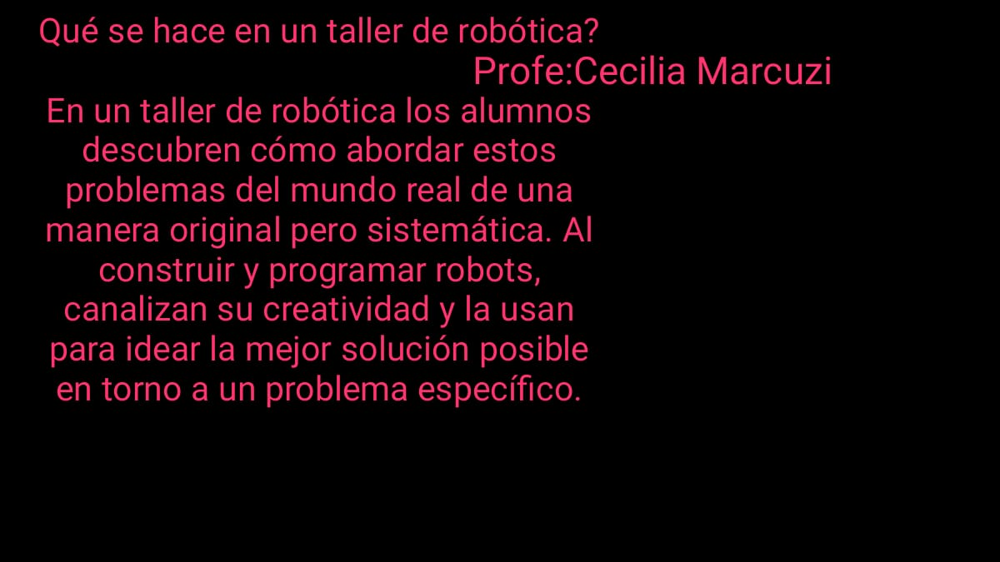 Qué se hace en un taller de robótica?
Profe:Cecilia Marcuzi
En un taller de robótica los alumnos
descubren cómo abordar estos
problemas del mundo real de una
manera original pero sistemática. Al
construir y programar robots,
canalizan su creatividad y la usan
para idear la mejor solución posible
en torno a un problema específico.